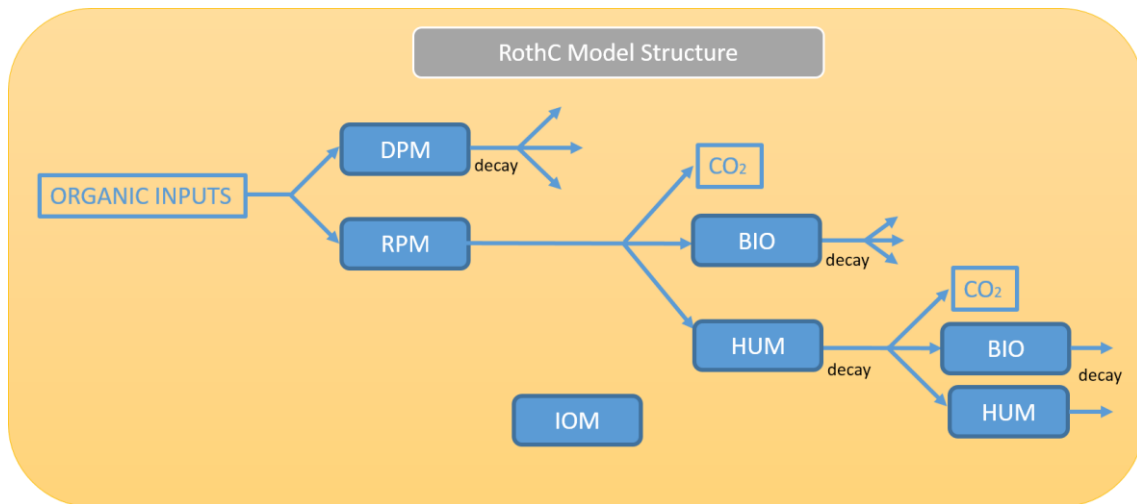 RothC Model Structure
DPM
decay
ORGANIC INPUTS
RPM
CO₂
BIO
decay
HUM
decay
CO₂
BIO
decay
HUM
IOM